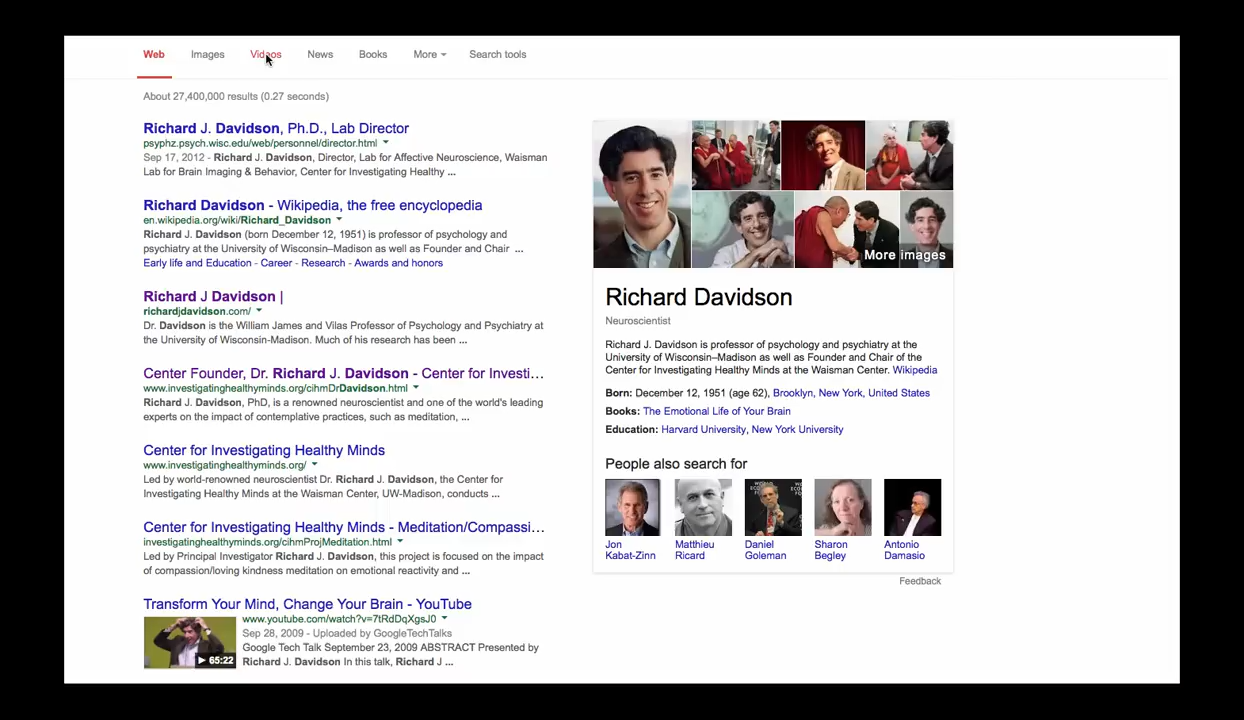 Web Images Videos News Books More Search tools
About 27,400,000 results (0.27 seconds)
Richard J. Davidson, Ph.D., Lab Director
psyphz.psych.wisc.edu/web/personnel/director.html
Sep 17, 2012 - Richard J. Davidson, Director, Lab for Affective Neuroscience, Waisman
Lab for Brain Imaging & Behavior, Center for Investigating Healthy ...
Richard Davidson - Wikipedia, the free encyclopedia
en.wikipedia.org/wiki/Richard_Davidson
Richard J. Davidson (born December 12, 1951) is professor of psychology and
psychiatry at the University of Wisconsin–Madison as well as Founder and Chair ...
Early life and Education - Career - Research - Awards and honors
Richard J Davidson |
richardjdavidson.com/
Dr. Davidson is the William James and Vilas Professor of Psychology and Psychiatry at
the University of Wisconsin-Madison. Much of his research has been ...
Center Founder, Dr. Richard J. Davidson - Center for Investi...
www.investigatinghealthyminds.org/cihmDrDavidson.html
Richard J. Davidson, PhD, is a renowned neuroscientist and one of the world's leading
experts on the impact of contemplative practices, such as meditation, ...
Center for Investigating Healthy Minds
www.investigatinghealthyminds.org/
Led by world-renowned neuroscientist Dr. Richard J. Davidson, the Center for
Investigating Healthy Minds at the Waisman Center, UW-Madison, conducts ...
Center for Investigating Healthy Minds - Meditation/Compassi...
investigatinghealthyminds.org/cihmProjMeditation.html
Led by Principal Investigator Richard J. Davidson, this project is focused on the impact
of compassion/loving kindness meditation on emotional reactivity and ...
Transform Your Mind, Change Your Brain - YouTube
www.youtube.com/watch?v=7tRdDqXgsJ0
Sep 28, 2009 - Uploaded by GoogleTechTalks
Google Tech Talk September 23, 2009 ABSTRACT Presented by
Richard J. Davidson In this talk, Richard J ...
65:22
More images
Richard Davidson
Neuroscientist
Richard J. Davidson is professor of psychology and psychiatry at the
University of Wisconsin–Madison as well as Founder and Chair of the
Center for Investigating Healthy Minds at the Waisman Center. Wikipedia
Born: December 12, 1951 (age 62), Brooklyn, New York, United States
Books: The Emotional Life of Your Brain
Education: Harvard University, New York University
People also search for
Jon Kabat-Zinn
Matthieu Ricard
Daniel Goleman
Sharon Begley
Antonio Damasio
Feedback